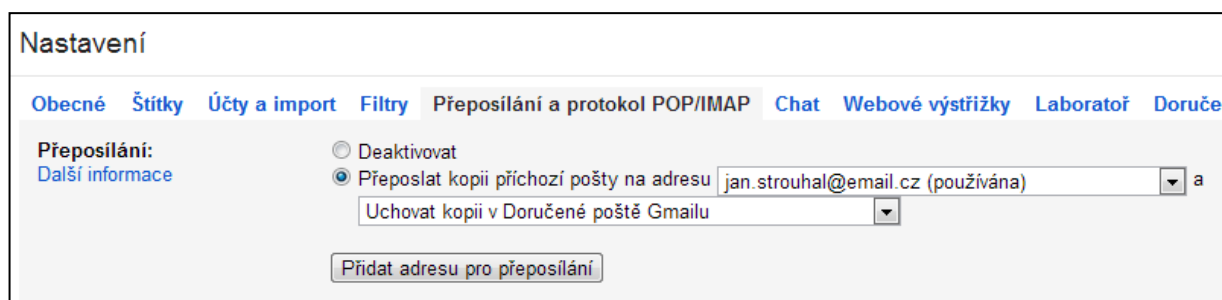 Nastavení
Obecné Štítky Účty a import Filtry Přeposílání a protokol POP/IMAP Chat Webové výstřižky Laboratoř Doruče
Přeposílání: Deaktivovat
Další informace Přeposlat kopii příchozí pošty na adresu jan.strouhal@email.cz (používána) a
Uchovat kopii v Doručené poště Gmailu
Přidat adresu pro přeposílání